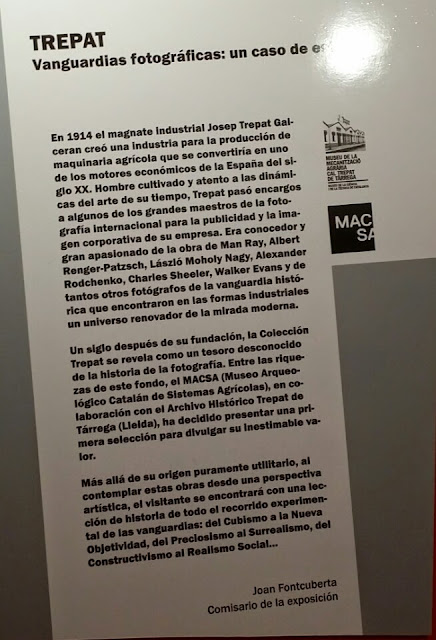 TREPAT
Vanguardias fotográficas: un caso de es
En 1914 el magnate industrial Josep Trepat Gal-
ceran creó una industria para la producción de
maquinaria agrícola que se convertiría en uno
de los motores económicos de la España del si-
glo XX. Hombre cultivado y atento a las dinámi-
cas del arte de su tiempo, Trepat pasó encargos
a algunos de los grandes maestros de la foto-
grafía internacional para la publicidad y la ima-
gen corporativa de su empresa. Era conocedor y
gran apasionado de la obra de Man Ray, Albert
Renger-Patzsch, László Moholy Nagy, Alexander
Rodchenko, Charles Sheeler, Walker Evans y de
tantos otros fotógrafos de la vanguardia histó-
rica que encontraron en las formas industriales
un universo renovador de la mirada moderna.
Un siglo después de su fundación, la Colección
Trepat se revela como un tesoro desconocido
de la historia de la fotografía. Entre las rique-
zas de este fondo, el MACSA (Museo Arqueo-
lógico Catalán de Sistemas Agrícolas), en co-
laboración con el Archivo Histórico Trepat de
Tárrega (Lleida), ha decidido presentar una pri-
mera selección para divulgar su inestimable va-
lor.
Más allá de su origen puramente utilitario, al
contemplar estas obras desde una perspectiva
artística, el visitante se encontrará con una lec-
ción de historia de todo el recorrido experimen-
tal de las vanguardias: del Cubismo a la Nueva
Objetividad, del Preciosismo al Surrealismo, del
Constructivismo al Realismo Social...
Joan Fontcuberta
Comisario de la exposición
MUSEU DE LA
MECANITZACIÓ
AGRÀRIA
CAL TREPAT
DE TÀRREGA
MAC
SA